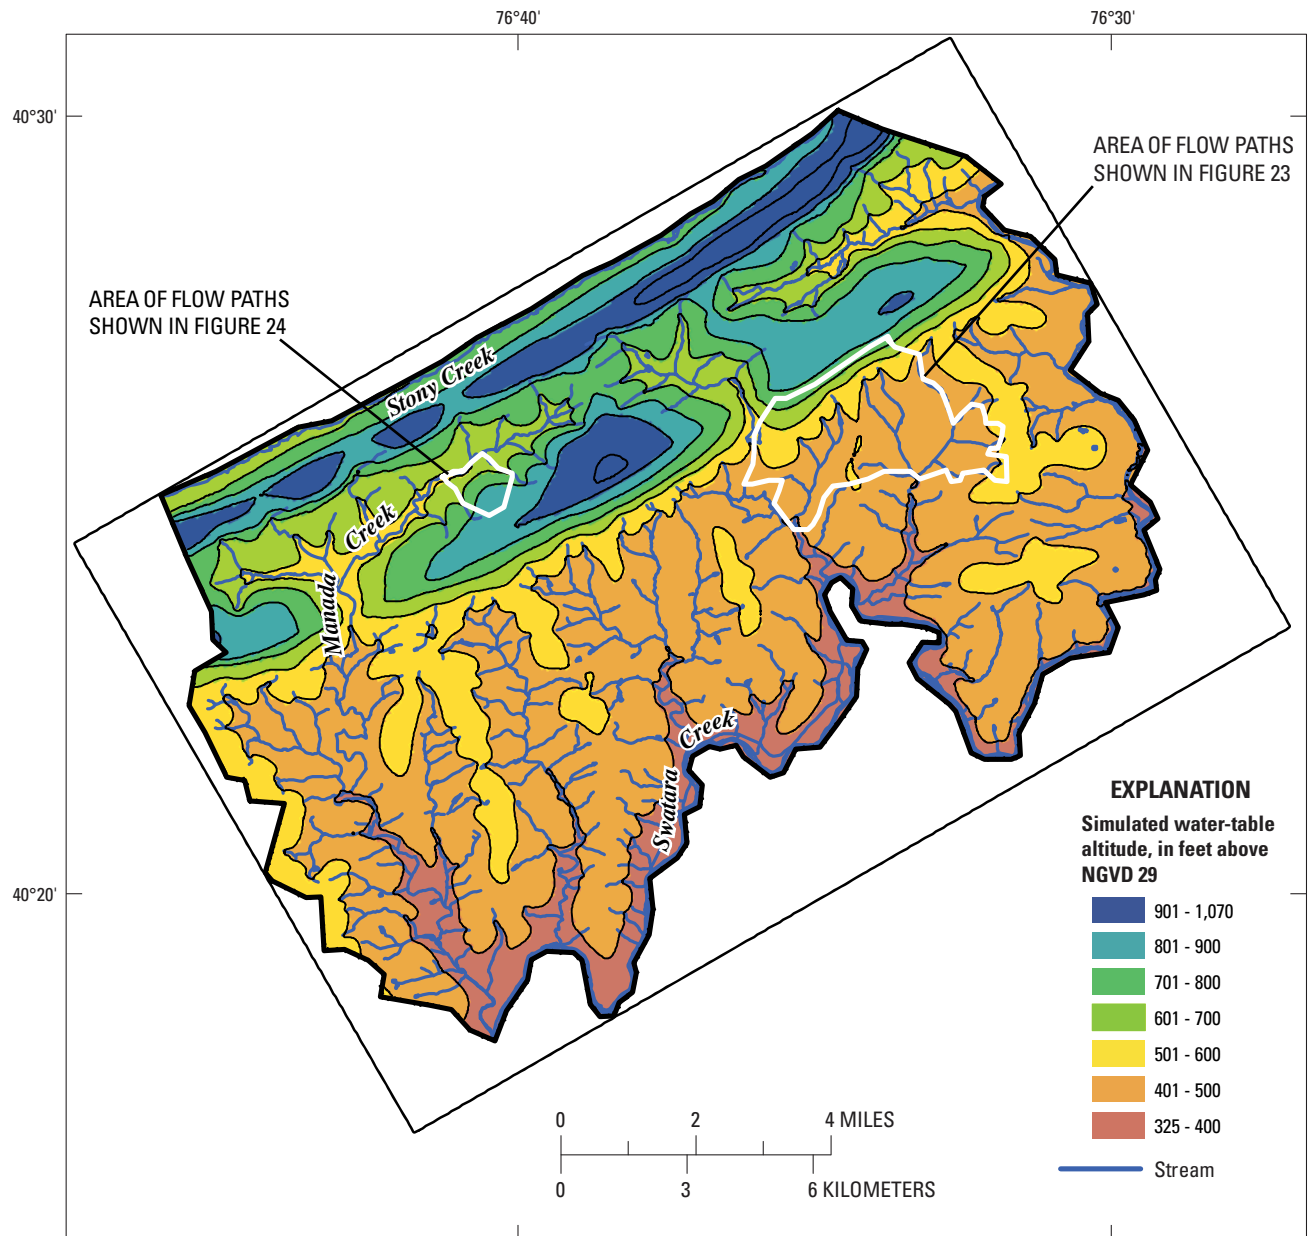 76°40'
76°30'
40°30'
AREA OF FLOW PATHS
SHOWN IN FIGURE 23
AREA OF FLOW PATHS
SHOWN IN FIGURE 24
Stony Creek
Manada
Creek
Swatara
Creek
40°20'
EXPLANATION
Simulated water-table
altitude, in feet above
NGVD 29
901 - 1,070
801 - 900
701 - 800
601 - 700
501 - 600
401 - 500
325 - 400
Stream
0 2 4 MILES
0 3 6 KILOMETERS